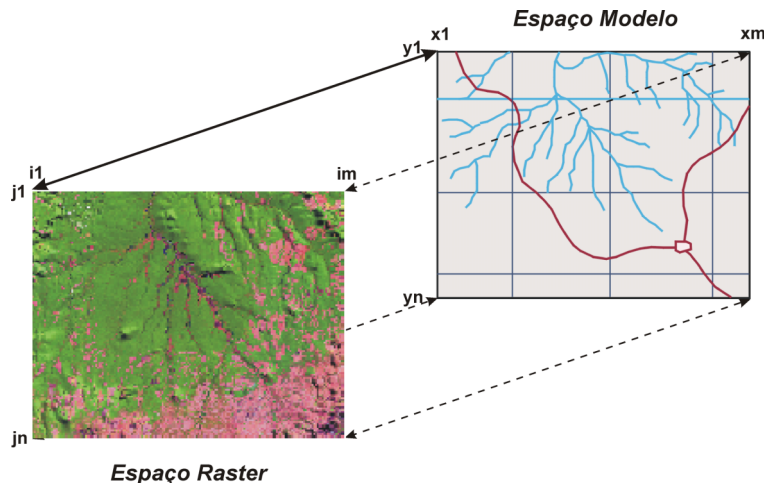 Espaço Modelo
x1
xm
y1
i1
im
j1
yn
jn
Espaço Raster